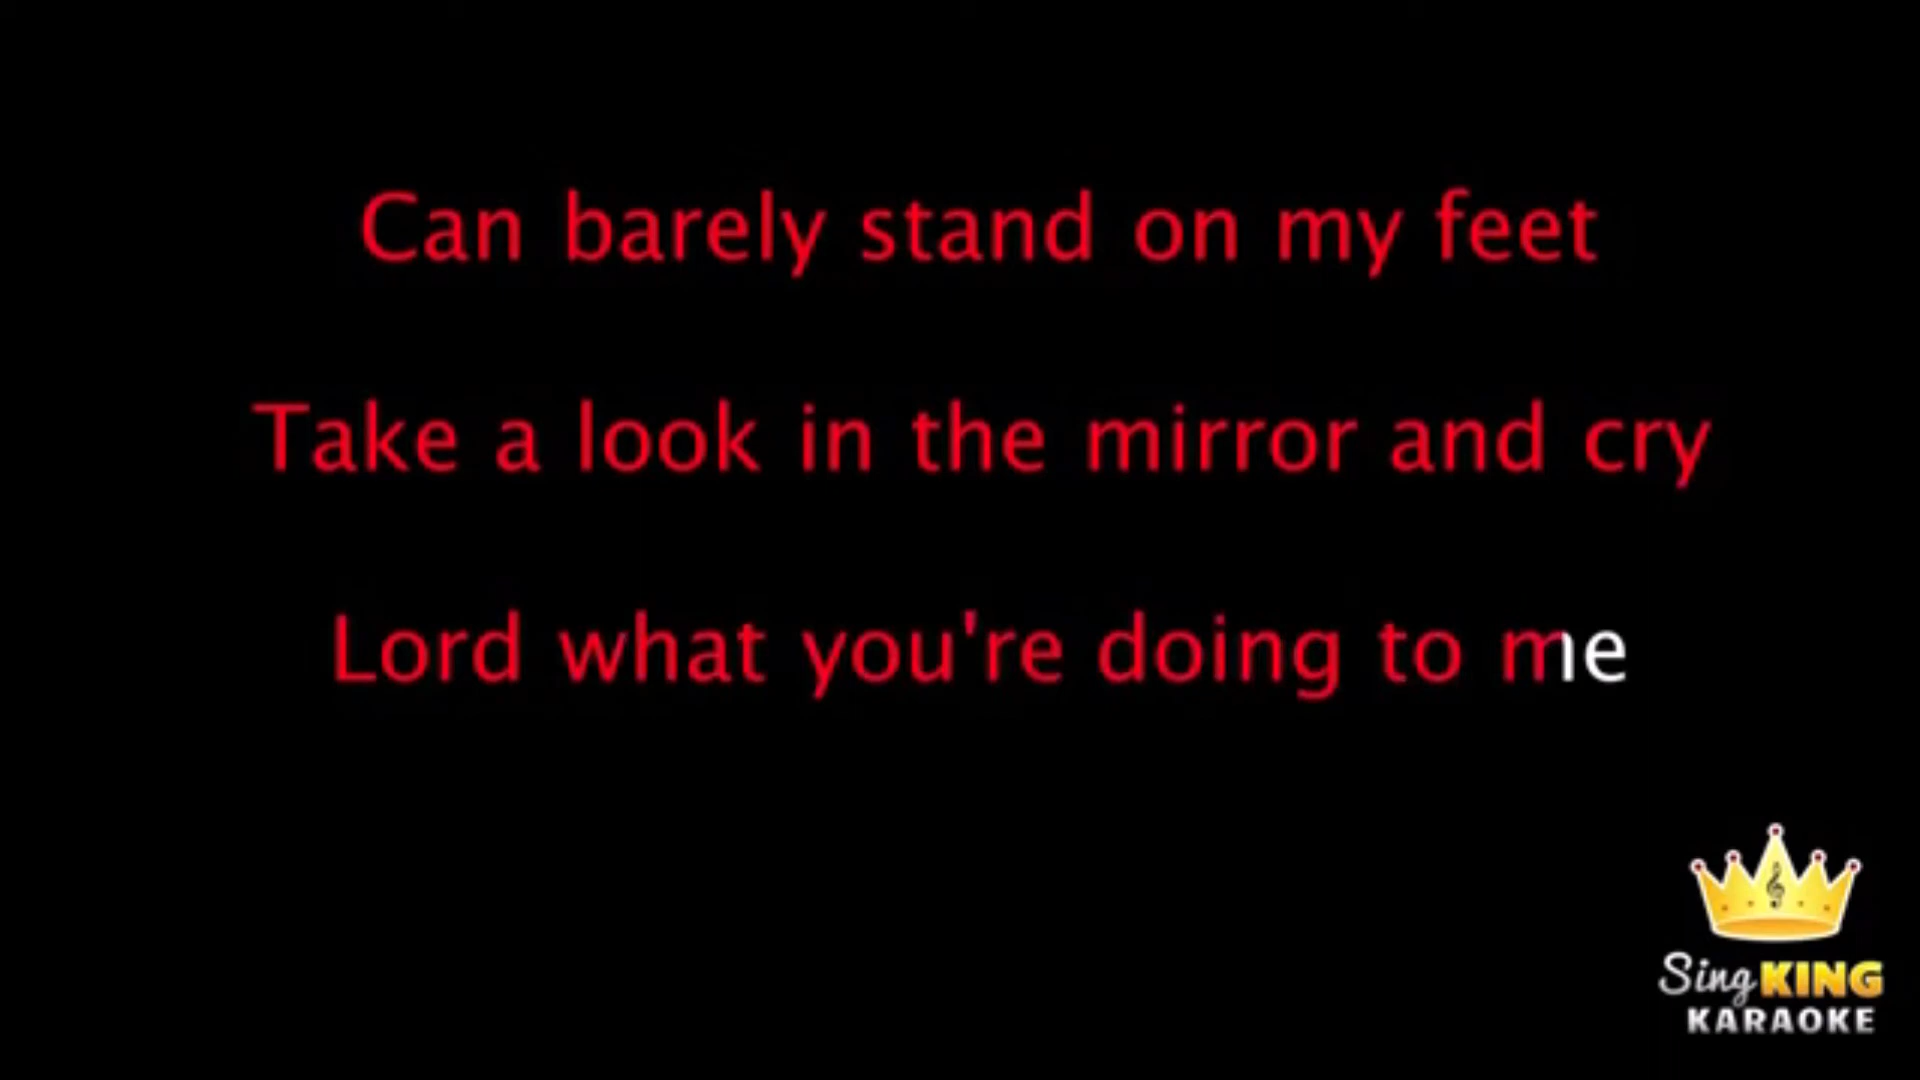 Can barely stand on my feet
Take a look in the mirror and cry
Lord what you're doing to me
Sing KING
KARAOKE